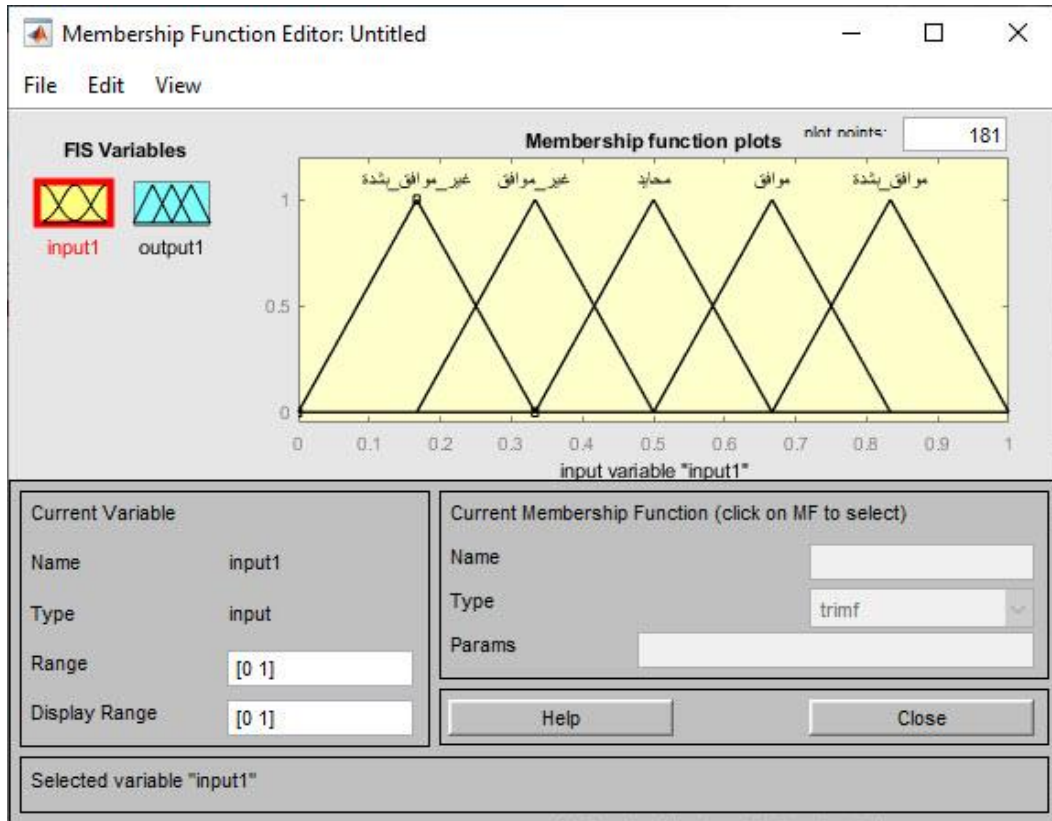 Membership Function Editor: Untitled
File Edit View
FIS Variables
input1
output1
Membership function plots
plot points:
181
غير_موافق_بشدة
غير_موافق
محايد
موافق
موافق_بشدة
1
0.5
0
0 0.1 0.2 0.3 0.4 0.5 0.6 0.7 0.8 0.9 1
input variable "input1"
Current Variable
Name input1
Type input
Range [0 1]
Display Range [0 1]
Current Membership Function (click on MF to select)
Name
Type trimf
Params
Help
Close
Selected variable "input1"